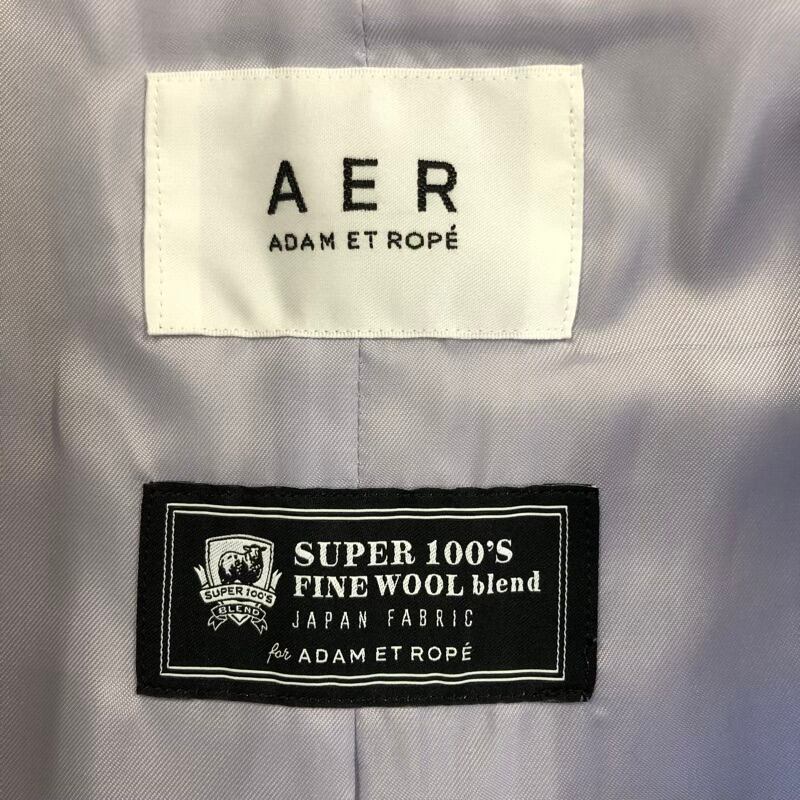 AER
ADAM ET ROPÉ
SUPER 100'S
BLEND
SUPER 100'S
FINE WOOL blend
JAPAN FABRIC
for ADAM ET ROPÉ